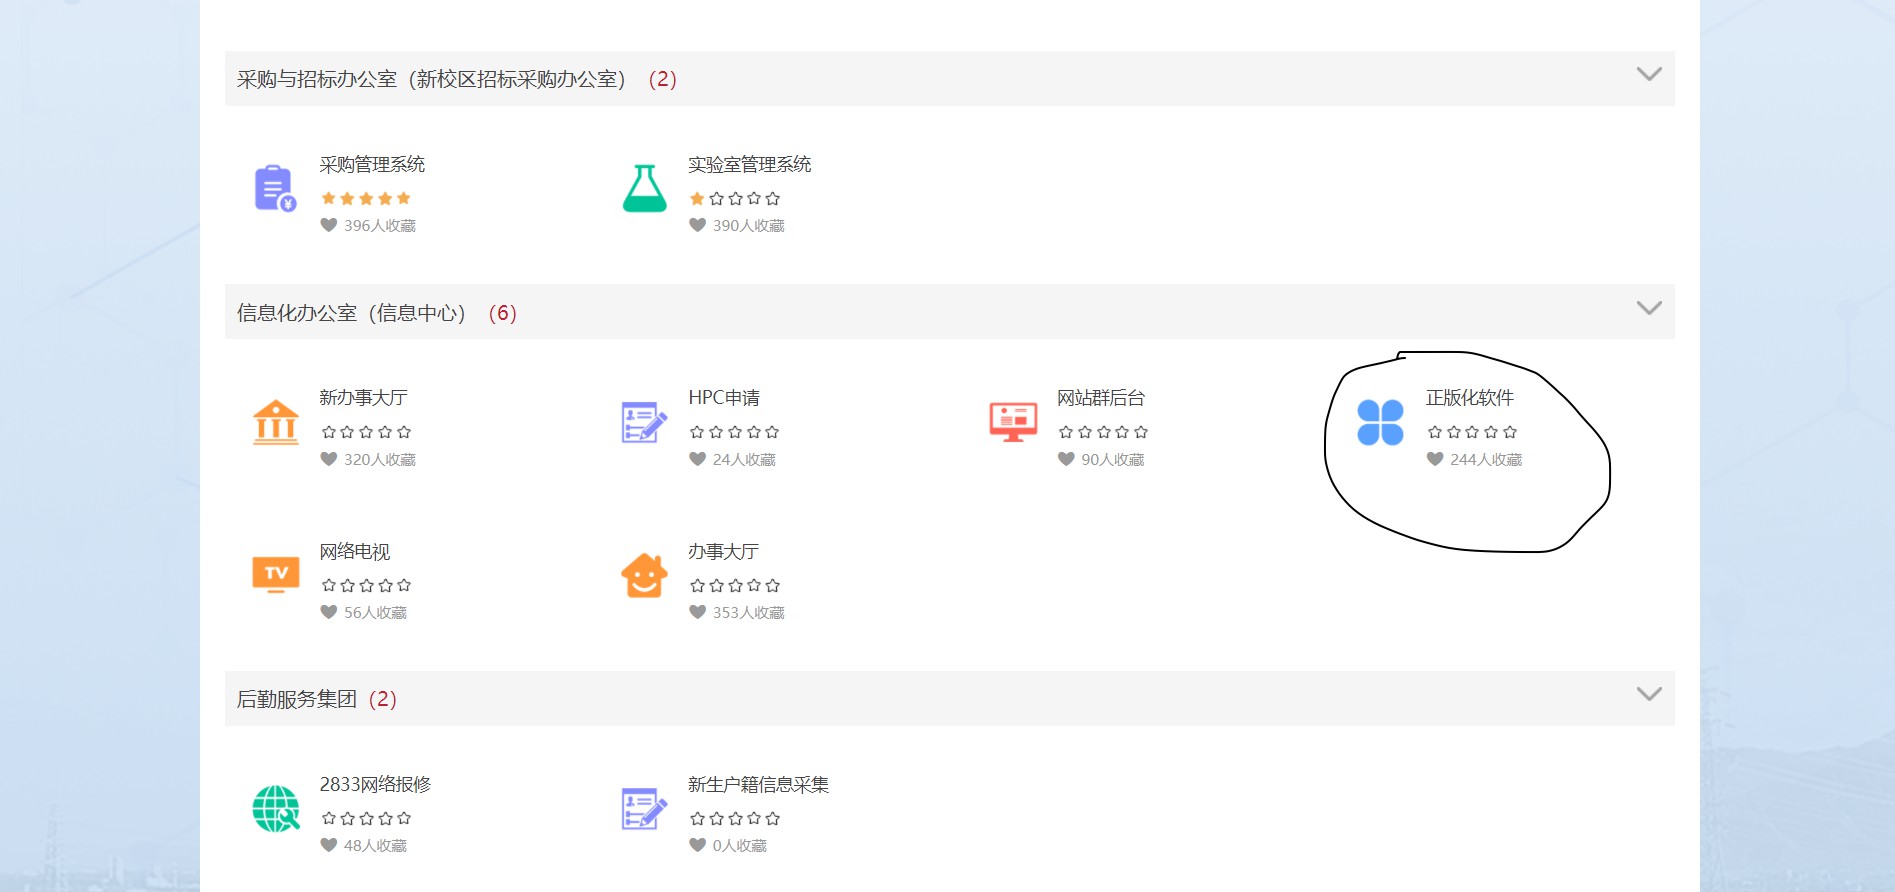 采购与招标办公室（新校区招标采购办公室）（2）
采购管理系统
实验室管理系统
396人收藏
390人收藏
信息化办公室（信息中心）（6）
新办事大厅
HPC申请
网站群后台
正版化软件
320人收藏
24人收藏
90人收藏
244人收藏
TV
网络电视
办事大厅
56人收藏
353人收藏
后勤服务集团（2）
2833网络报修
新生户籍信息采集
48人收藏
0人收藏